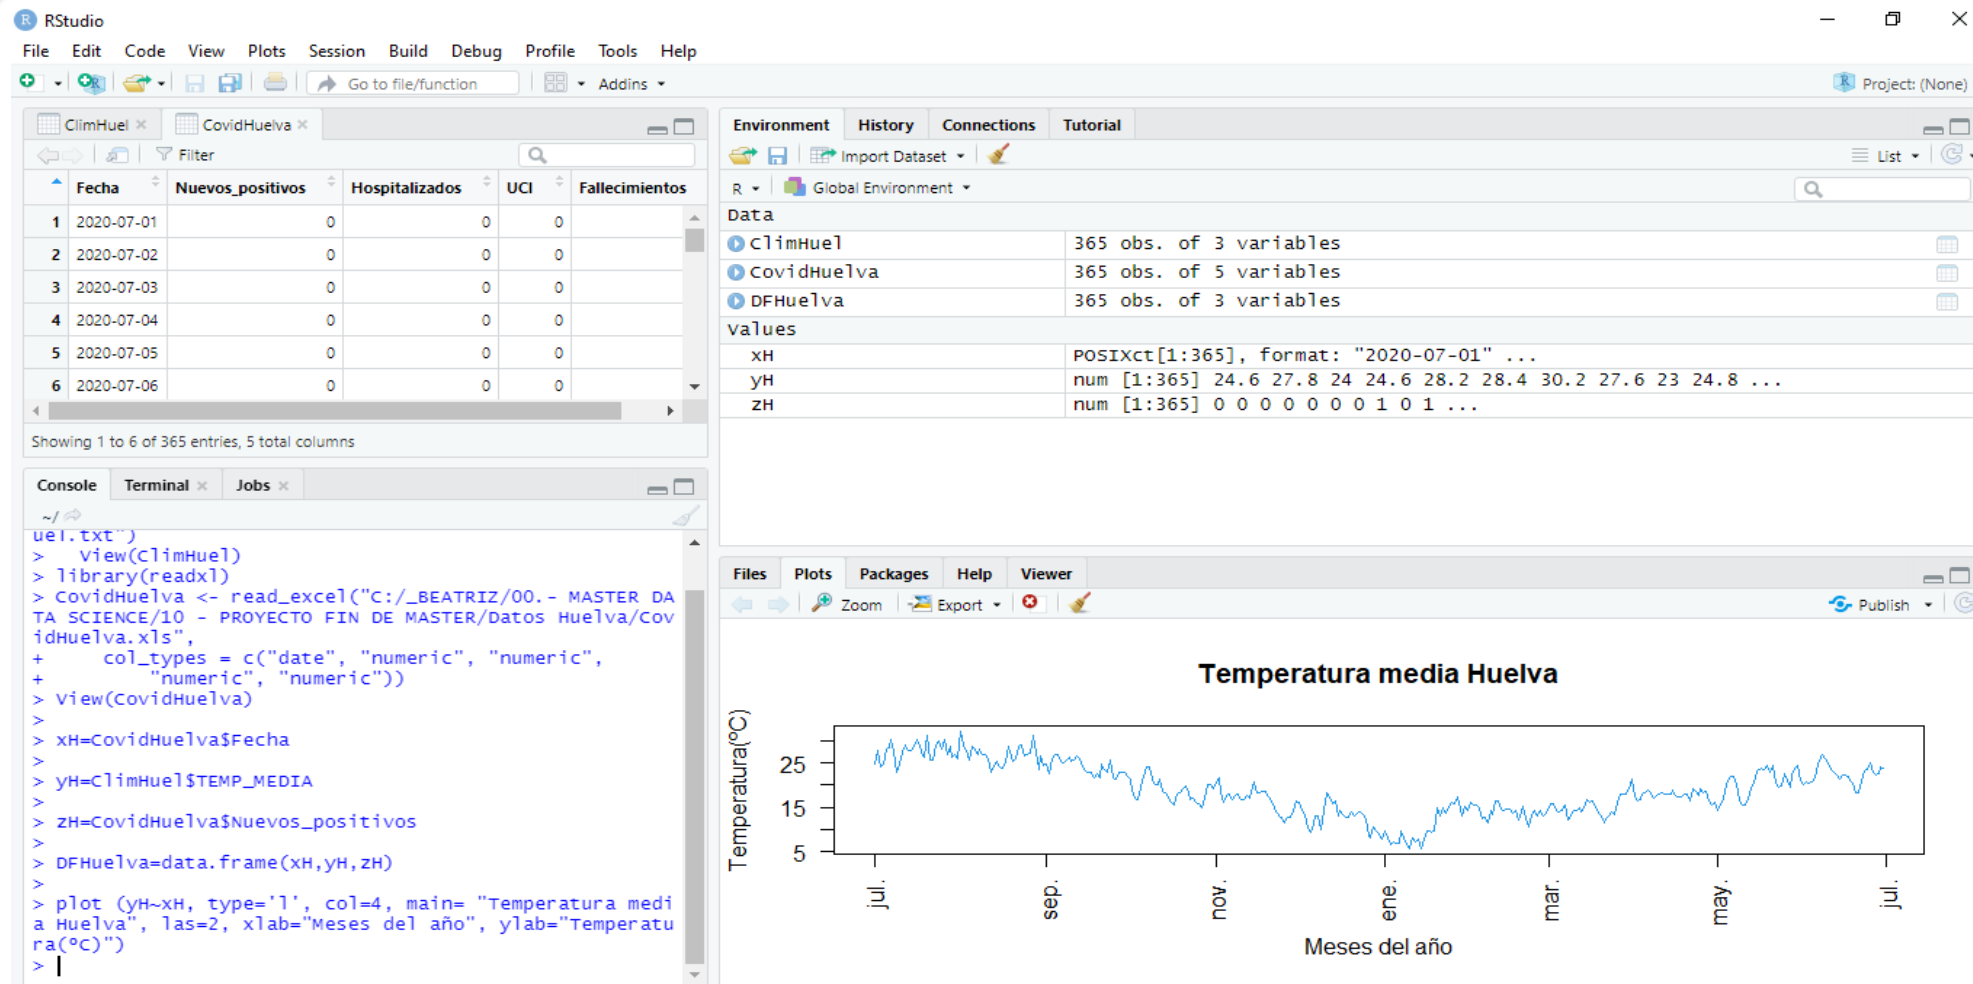 RStudio
File Edit Code View Plots Session Build Debug Profile Tools Help
Go to file/function Addins Project: (None)
ClimHuel CovidHuelva
Filter
Fecha Nuevos_positivos Hospitalizados UCI Fallecimientos
1 2020-07-01 0 0 0
2 2020-07-02 0 0 0
3 2020-07-03 0 0 0
4 2020-07-04 0 0 0
5 2020-07-05 0 0 0
6 2020-07-06 0 0 0
Showing 1 to 6 of 365 entries, 5 total columns
Console Terminal Jobs
~/
uel.txt")
>   View(ClimHuel)
> library(readxl)
> CovidHuelva <- read_excel("C:/_BEATRIZ/00.- MASTER DA
TA SCIENCE/10 - PROYECTO FIN DE MASTER/Datos Huelva/Cov
idHuelva.xls",
+     col_types = c("date", "numeric", "numeric",
+         "numeric", "numeric"))
> View(CovidHuelva)
>
> xH=CovidHuelva$Fecha
>
> yH=ClimHuel$TEMP_MEDIA
>
> zH=CovidHuelva$Nuevos_positivos
>
> DFHuelva=data.frame(xH,yH,zH)
>
> plot (yH~xH, type='l', col=4, main= "Temperatura medi
a Huelva", las=2, xlab="Meses del año", ylab="Temperatu
ra(ºC)")
>
Environment History Connections Tutorial
Import Dataset List
R Global Environment
Data
ClimHuel 365 obs. of 3 variables
CovidHuelva 365 obs. of 5 variables
DFHuelva 365 obs. of 3 variables
Values
xH POSIXct[1:365], format: "2020-07-01" ...
yH num [1:365] 24.6 27.8 24 24.6 28.2 28.4 30.2 27.6 23 24.8 ...
zH num [1:365] 0 0 0 0 0 0 0 1 0 1 ...
Files Plots Packages Help Viewer
Zoom Export Publish
Temperatura media Huelva
Temperatura(ºC)
25
15
5
jul. sep. nov. ene. mar. may. jul.
Meses del año